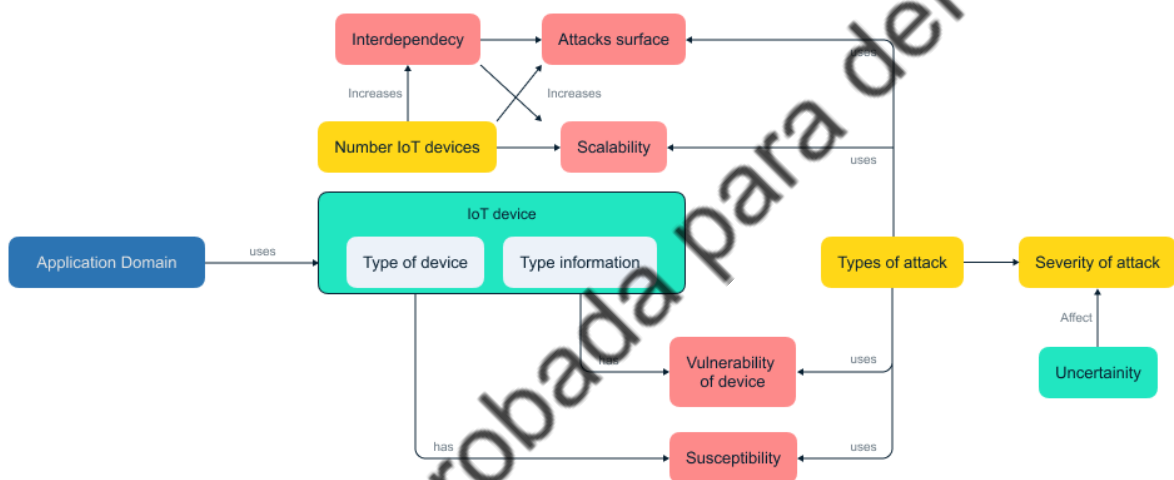 Interdependecy
Attacks surface
uses
Increases
Increases
Number IoT devices
Scalability
uses
IoT device
Application Domain
uses
Type of device
Type information
Types of attack
Severity of attack
Affect
has
Vulnerability
of device
uses
Uncertainity
has
Susceptibility
uses
robada para de